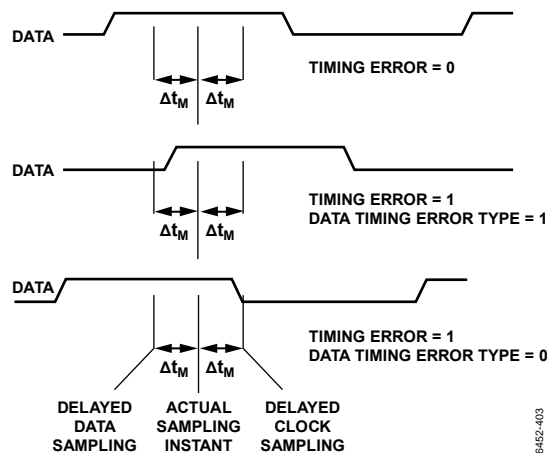 DATA
TIMING ERROR = 0
Δt_M Δt_M
DATA
TIMING ERROR = 1
DATA TIMING ERROR TYPE = 1
Δt_M Δt_M
DATA
TIMING ERROR = 1
DATA TIMING ERROR TYPE = 0
Δt_M Δt_M
DELAYED DATA SAMPLING
ACTUAL SAMPLING INSTANT
DELAYED CLOCK SAMPLING
6452-403